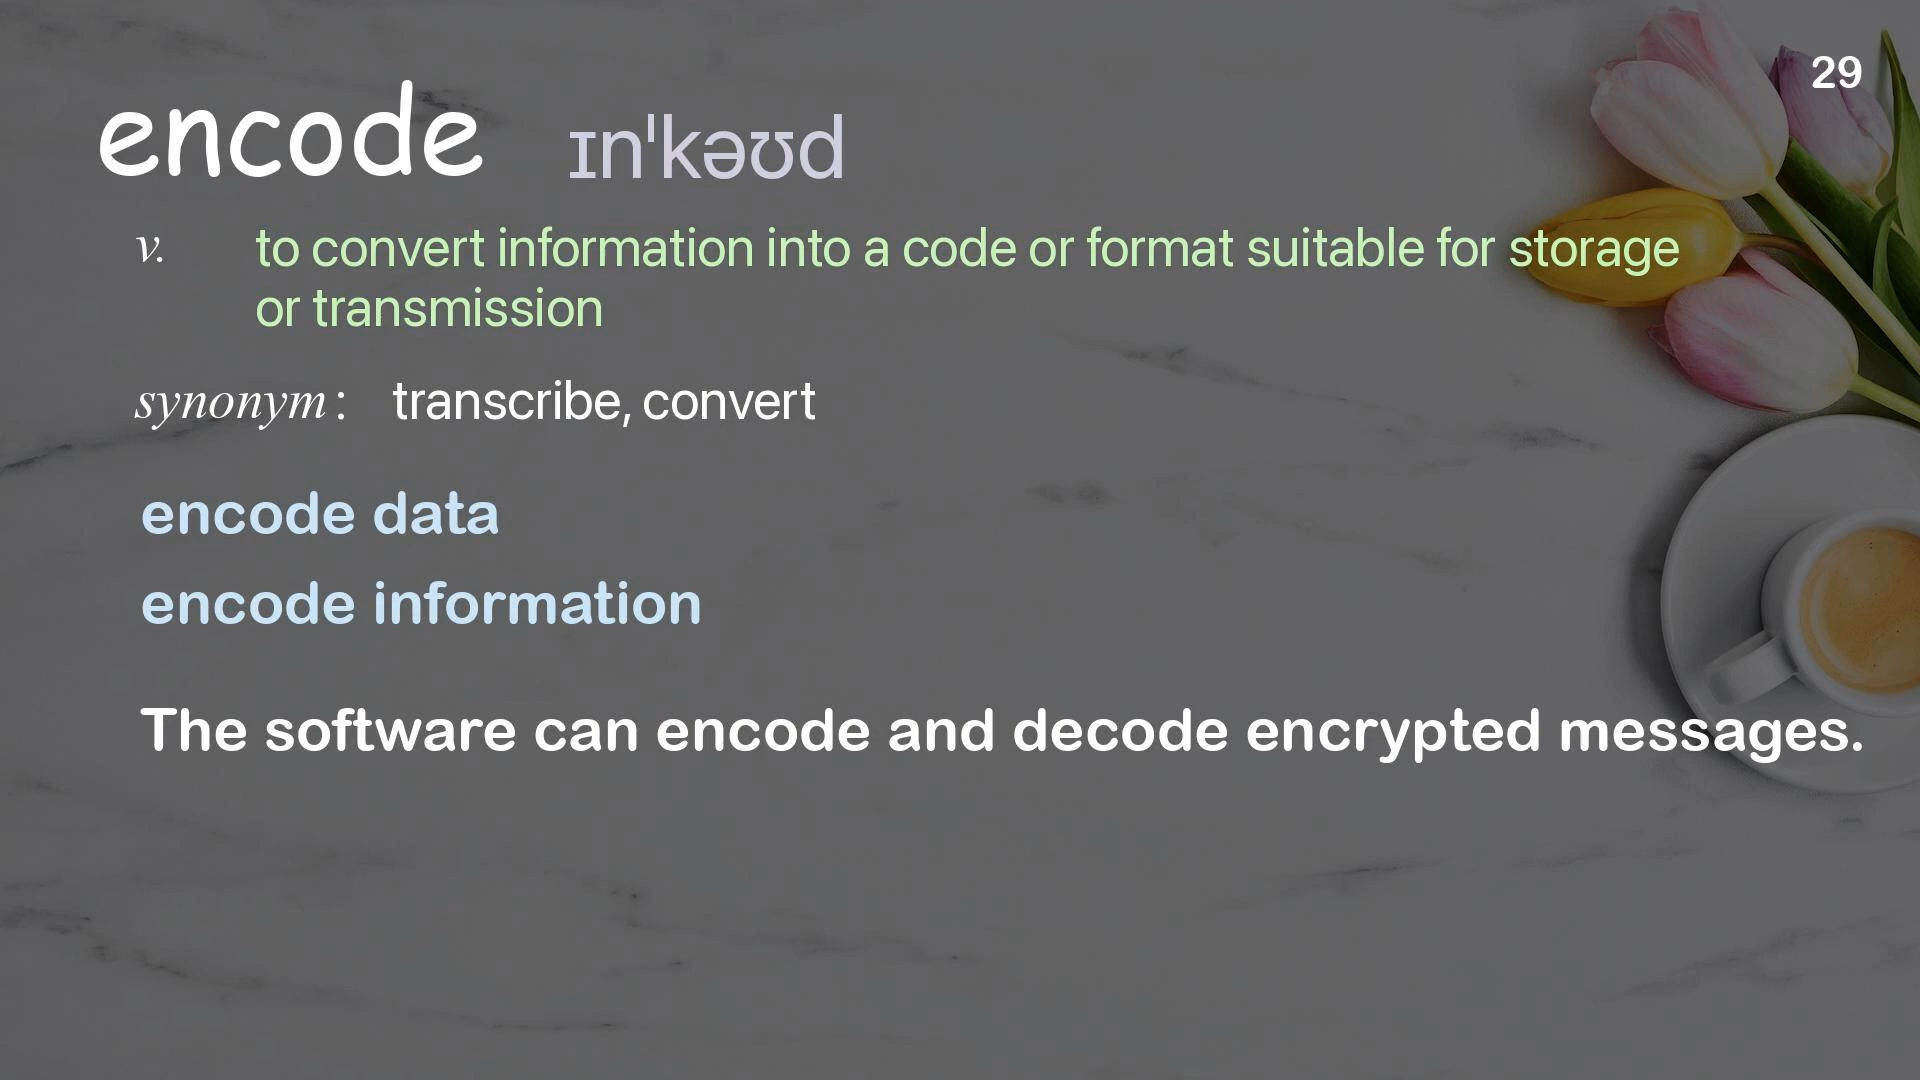 29
encode ɪnˈkəʊd
v. to convert information into a code or format suitable for storage
or transmission
synonym: transcribe, convert
encode data
encode information
The software can encode and decode encrypted messages.